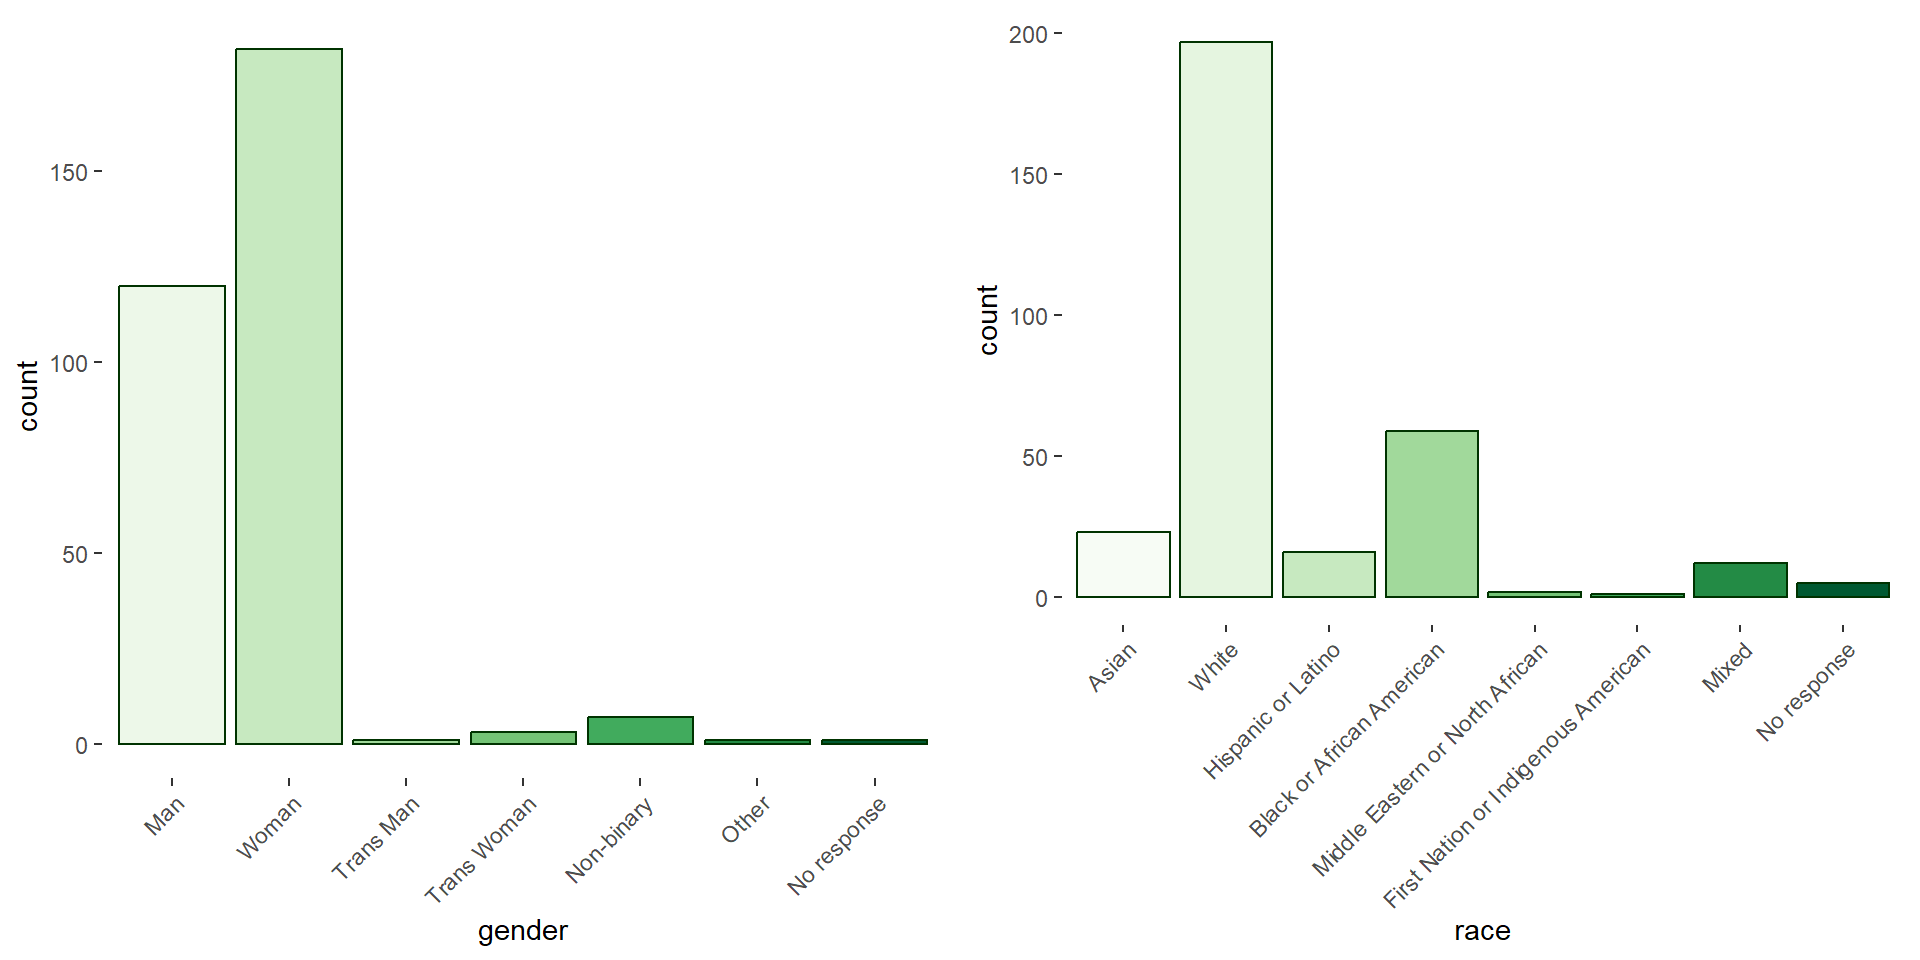 count
150
100
50
0
Man
Woman
Trans Man
Trans Woman
Non-binary
Other
No response
gender
count
200
150
100
50
0
Asian
White
Hispanic or Latino
Black or African American
Middle Eastern or North African
First Nation or Indigenous American
Mixed
No response
race